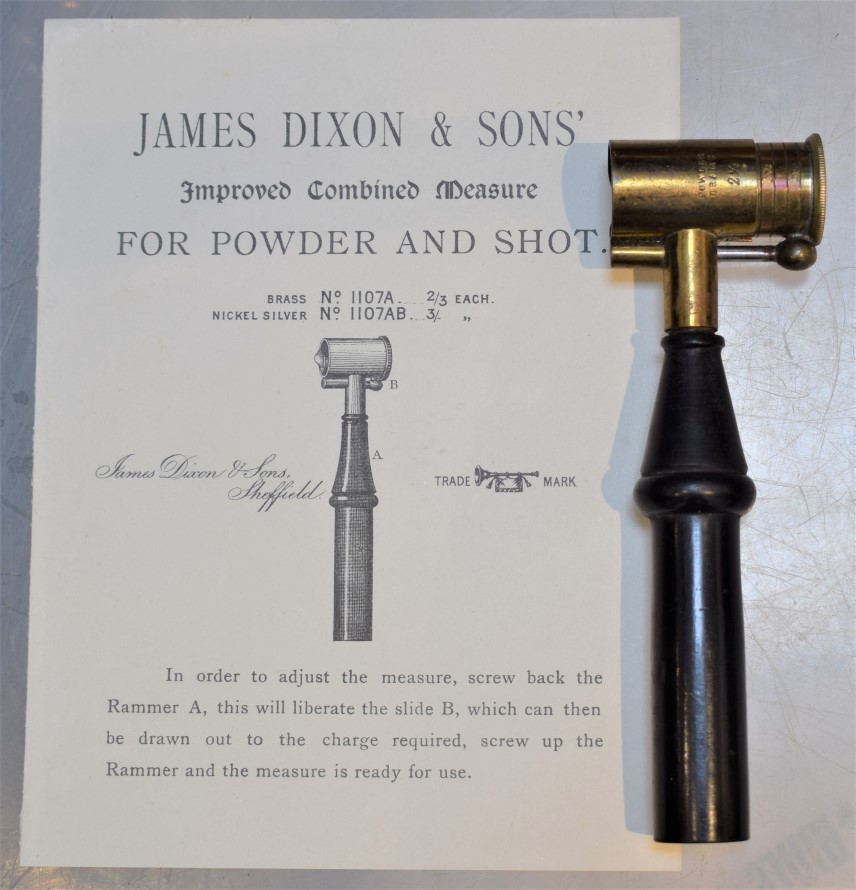 JAMES DIXON & SONS'
Improved Combined Measure
FOR POWDER AND SHOT.
BRASS No 1107A.... 2/3 EACH.
NICKEL SILVER No 1107AB... 3/. „
B
A
James Dixon & Sons.
Sheffield.
TRADE MARK
In order to adjust the measure, screw back the
Rammer A, this will liberate the slide B, which can then
be drawn out to the charge required, screw up the
Rammer and the measure is ready for use.
POWDER
DRAMS